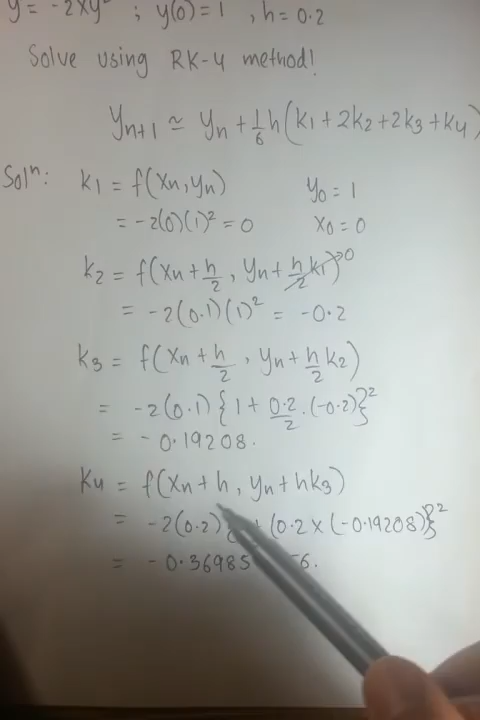 y = -2xy ; y(0)=1 , h=0.2
Solve using RK-4 method!
yn+1 ≃ yn + 1/6 h(k1 + 2k2 + 2k3 + k4)
Solⁿ: k1 = f(xn, yn) y0 = 1
= -2(0)(1)² = 0 x0 = 0
k2 = f(xn + h/2, yn + h/2 k1) 0
= -2(0.1)(1)² = -0.2
k3 = f(xn + h/2, yn + h/2 k2)
= -2(0.1){1 + 0.2/2 . (-0.2)}²
= -0.19208.
k4 = f(xn + h, yn + hk3)
= -2(0.2) + (0.2 x (-0.19208)}²
= -0.36985 6.